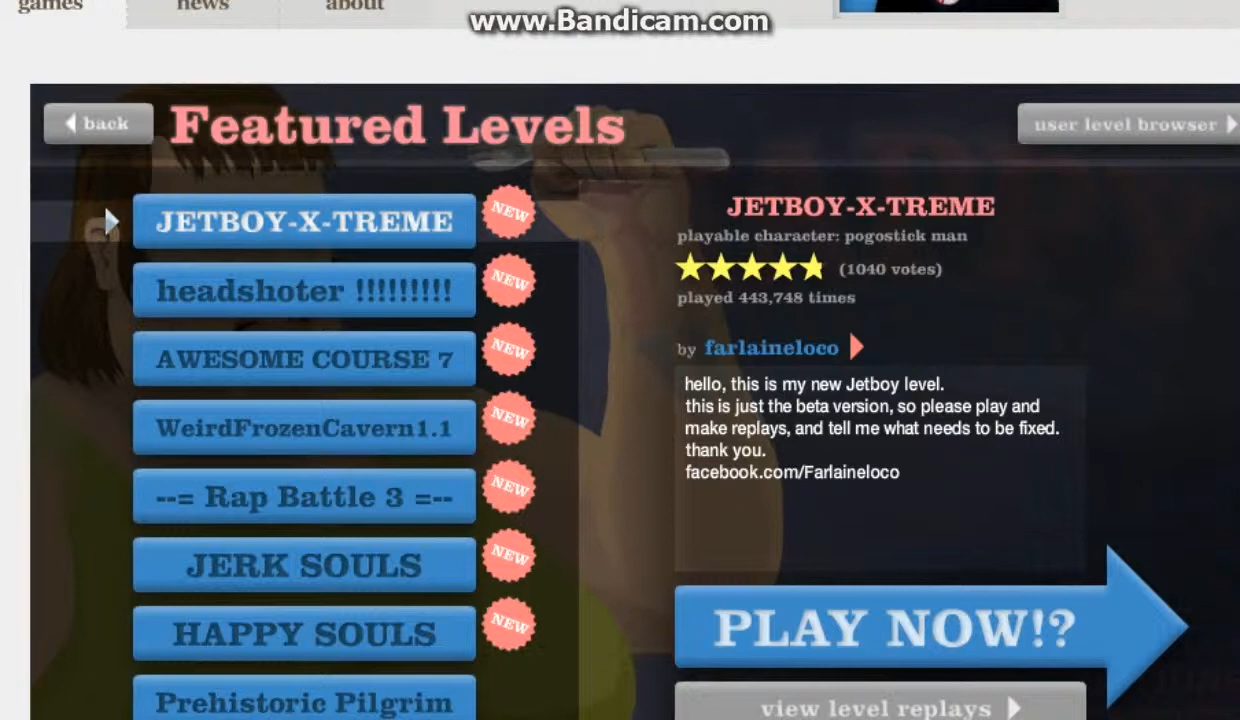 games
news
about
www.Bandicam.com
back
Featured Levels
user level browser
JETBOY-X-TREME
NEW
headshoter !!!!!!!!!
NEW
AWESOME COURSE 7
NEW
WeirdFrozenCavern1.1
NEW
--= Rap Battle 3 =--
NEW
JERK SOULS
NEW
HAPPY SOULS
NEW
Prehistoric Pilgrim
JETBOY-X-TREME
playable character: pogostick man
(1040 votes)
played 443,748 times
by farlaineloco
hello, this is my new Jetboy level.
this is just the beta version, so please play and
make replays, and tell me what needs to be fixed.
thank you.
facebook.com/Farlaineloco
PLAY NOW!?
view level replays